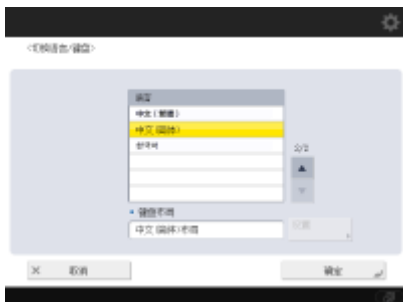 <切换语言/键盘>
语言
中文(繁體)
中文(简体)
한국어
2/2
键盘布局
中文(简体)布局
设置
取消
确定